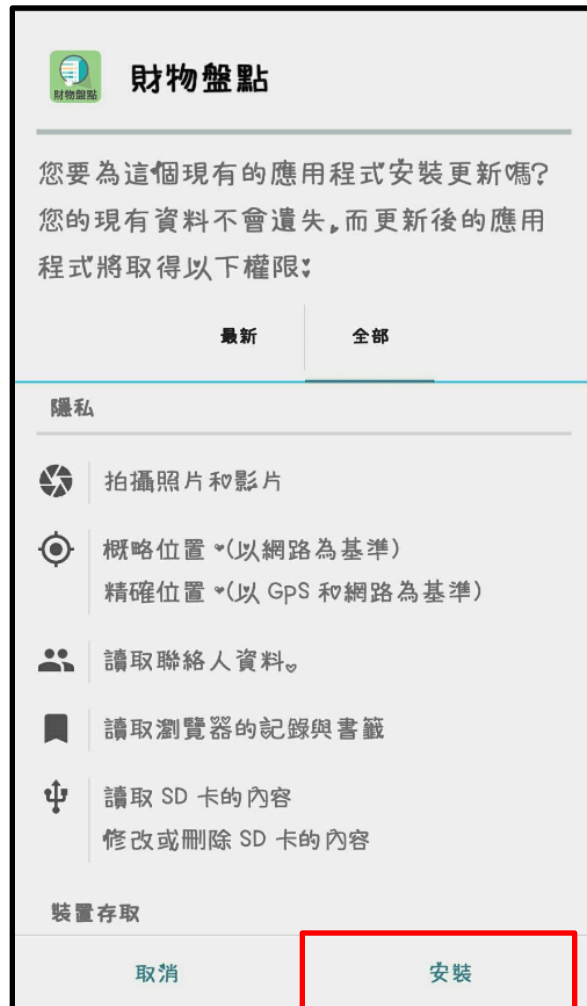 財物盤點
財物盤點
您要為這個現有的應用程式安裝更新嗎?
您的現有資料不會遺失,而更新後的應用
程式將取得以下權限:
最新
全部
隱私
拍攝照片和影片
概略位置 (以網路為基準)
精確位置 (以 GPS 和網路為基準)
讀取聯絡人資料。
讀取瀏覽器的記錄與書籤
讀取 SD 卡的內容
修改或刪除 SD 卡的內容
裝置存取
取消
安裝